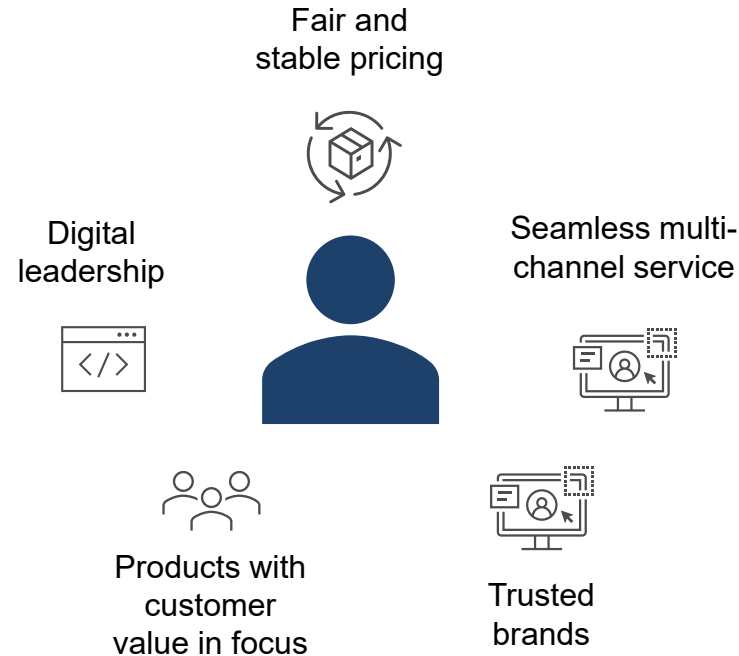 Fair and
stable pricing
Digital
leadership
Seamless multi-
channel service
Products with
customer
value in focus
Trusted
brands